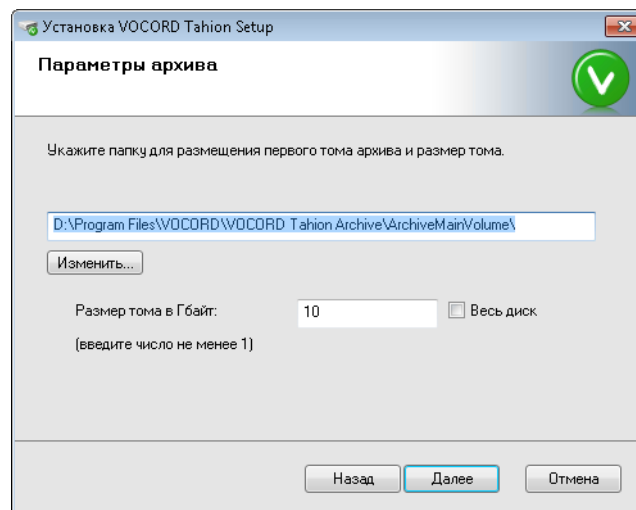 Установка VOCORD Tahion Setup
Параметры архива
Укажите папку для размещения первого тома архива и размер тома.
D:\Program Files\VOCORD\VOCORD Tahion Archive\ArchiveMainVolume\
Изменить...
Размер тома в Гбайт: 10 Весь диск
(введите число не менее 1)
Назад Далее Отмена